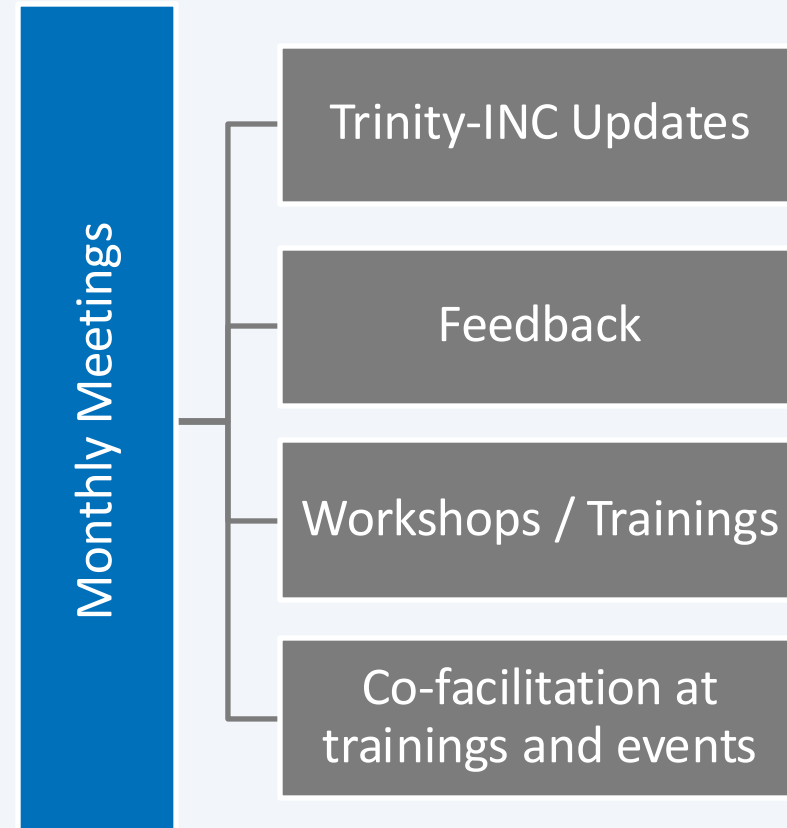 Monthly Meetings
Trinity-INC Updates
Feedback
Workshops / Trainings
Co-facilitation at
trainings and events